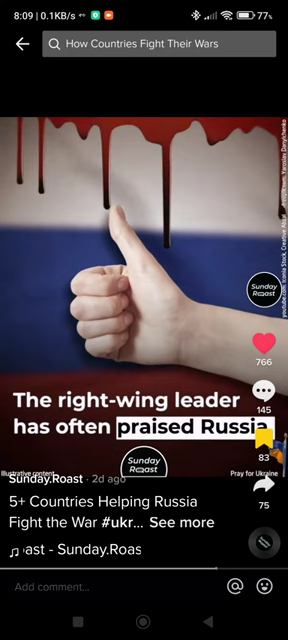 8:09 | 0.1KB/s
77%
How Countries Fight Their Wars
Sunday
Roast
766
The right-wing leader
has often praised Russia
145
Sunday
Roast
83
Illustrative content
Pray for Ukraine
Sunday.Roast · 2d ago
75
5+ Countries Helping Russia
Fight the War #ukr... See more
ast - Sunday.Roas
Add comment...